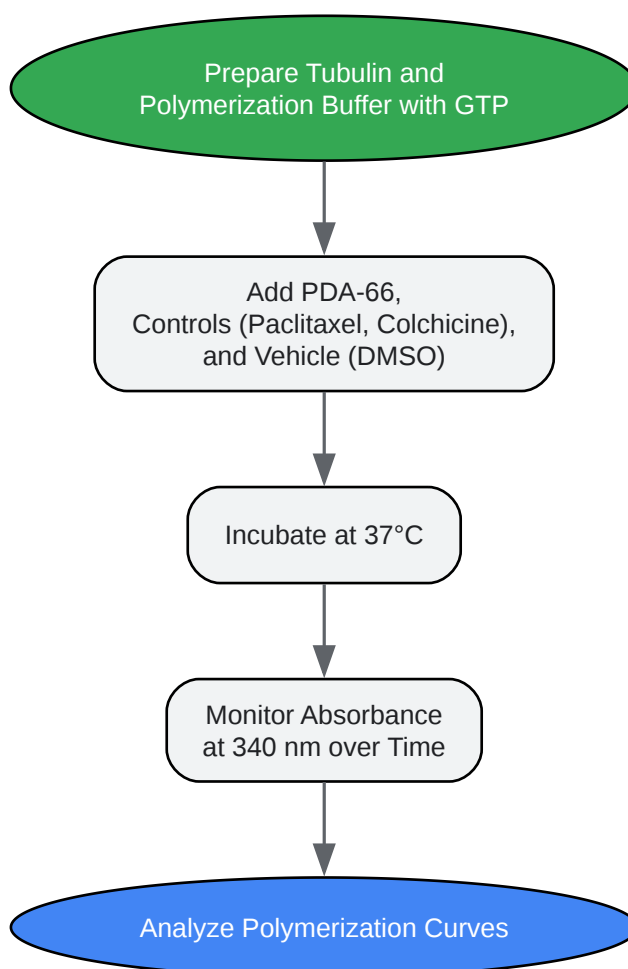 Prepare Tubulin and
Polymerization Buffer with GTP
Add PDA-66,
Controls (Paclitaxel, Colchicine),
and Vehicle (DMSO)
Incubate at 37°C
Monitor Absorbance
at 340 nm over Time
Analyze Polymerization Curves